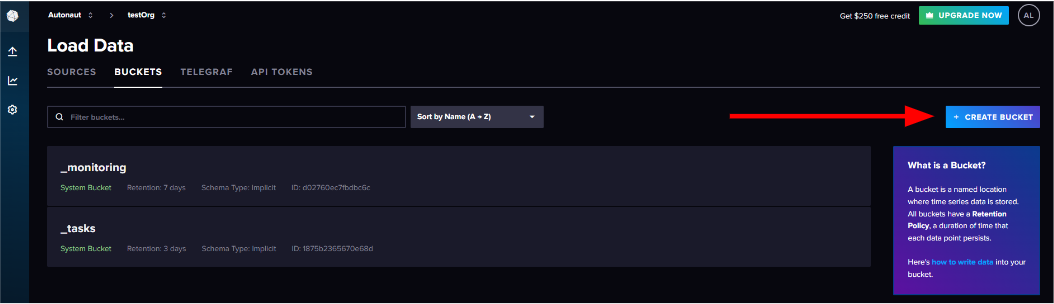 Autonaut > testOrg
Get $250 free credit
UPGRADE NOW
AL
Load Data
SOURCES BUCKETS TELEGRAF API TOKENS
Filter buckets...
Sort by Name (A → Z)
+ CREATE BUCKET
_monitoring
System Bucket Retention: 7 days Schema Type: Implicit ID: d02760ec7fbdbc6c
_tasks
System Bucket Retention: 3 days Schema Type: Implicit ID: 1875b2365670e68d
What is a Bucket?
A bucket is a named location
where time series data is stored.
All buckets have a Retention
Policy, a duration of time that
each data point persists.
Here's how to write data into your
bucket.